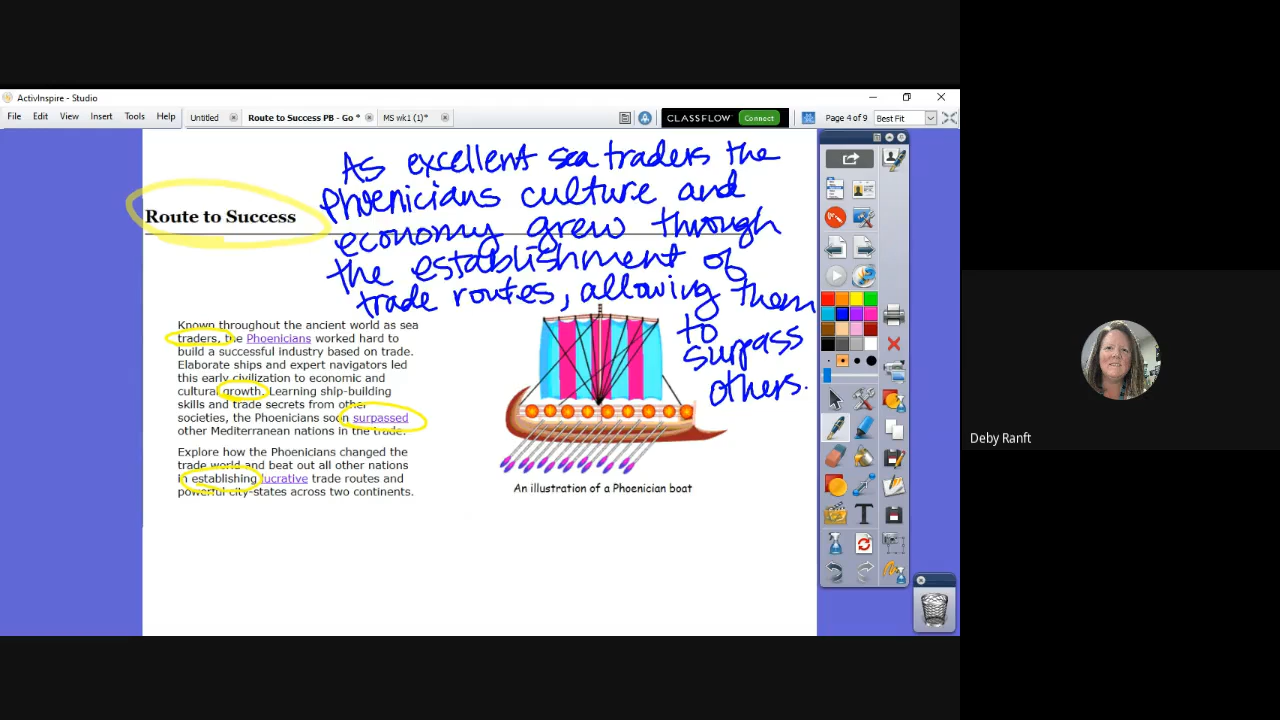 ActivInspire - Studio
File Edit View Insert Tools Help
Untitled
Route to Success PB - Go *
MS wk1 (1)*
CLASSFLOW Connect
Page 4 of 9
Best Fit
As excellent sea traders the
Phoenicians culture and
economy grew through
the establishment of
trade routes, allowing them
to
surpass
others.
Route to Success
Known throughout the ancient world as sea
traders, the Phoenicians worked hard to
build a successful industry based on trade.
Elaborate ships and expert navigators led
this early civilization to economic and
cultural growth. Learning ship-building
skills and trade secrets from other
societies, the Phoenicians soon surpassed
other Mediterranean nations in the trade.
Explore how the Phoenicians changed the
trade world and beat out all other nations
in establishing lucrative trade routes and
powerful city-states across two continents.
An illustration of a Phoenician boat
T
Deby Ranft